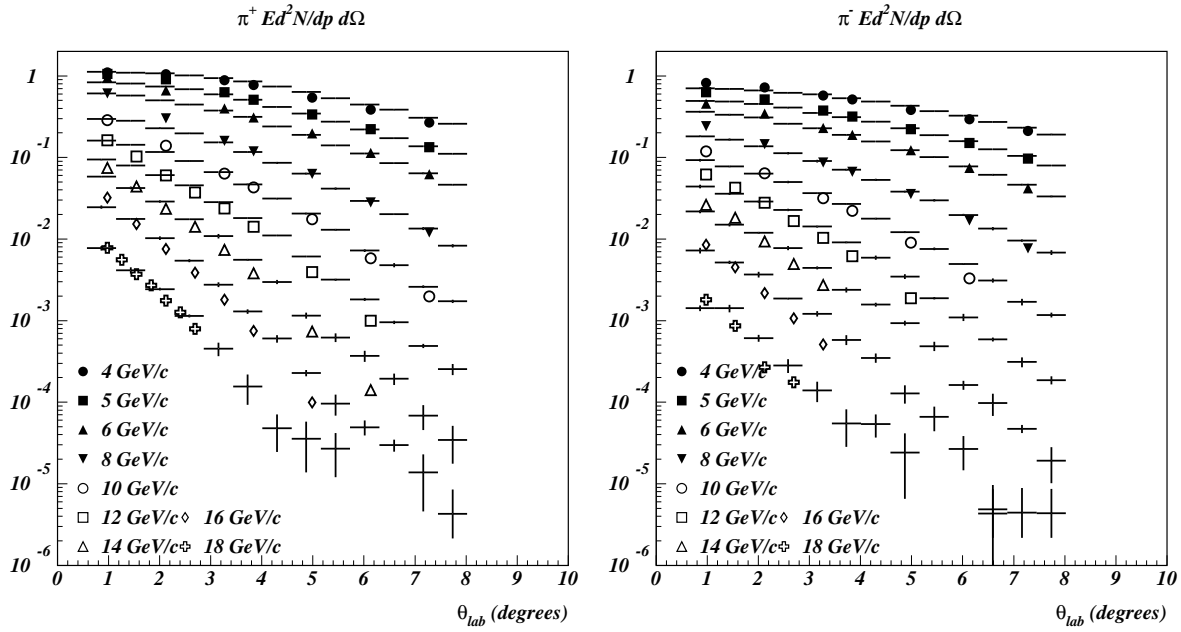 π⁺ Ed²N/dp dΩ
1
10⁻¹
10⁻²
10⁻³
10⁻⁴
10⁻⁵
10⁻⁶
4 GeV/c
5 GeV/c
6 GeV/c
8 GeV/c
10 GeV/c
12 GeV/c 16 GeV/c
14 GeV/c 18 GeV/c
0 1 2 3 4 5 6 7 8 9 10
θlab (degrees)
π⁻ Ed²N/dp dΩ
1
10⁻¹
10⁻²
10⁻³
10⁻⁴
10⁻⁵
10⁻⁶
4 GeV/c
5 GeV/c
6 GeV/c
8 GeV/c
10 GeV/c
12 GeV/c 16 GeV/c
14 GeV/c 18 GeV/c
0 1 2 3 4 5 6 7 8 9 10
θlab (degrees)